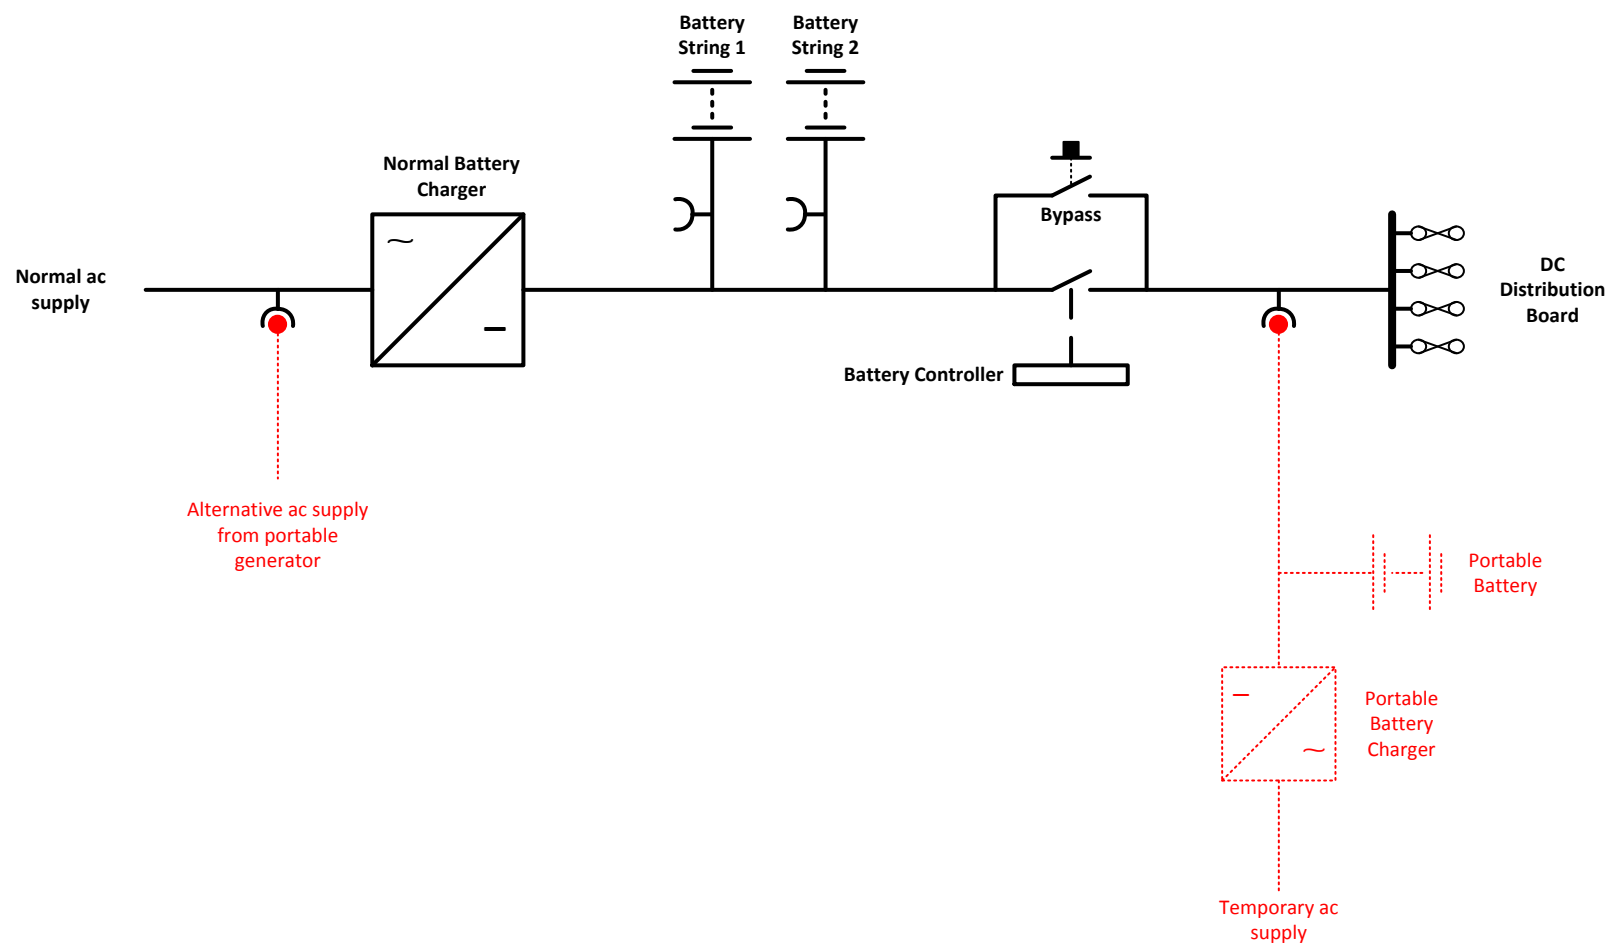 Battery
String 1
Battery
String 2
Normal Battery
Charger
Bypass
Normal ac
supply
DC
Distribution
Board
Battery Controller
Alternative ac supply
from portable
generator
Portable
Battery
Portable
Battery
Charger
Temporary ac
supply